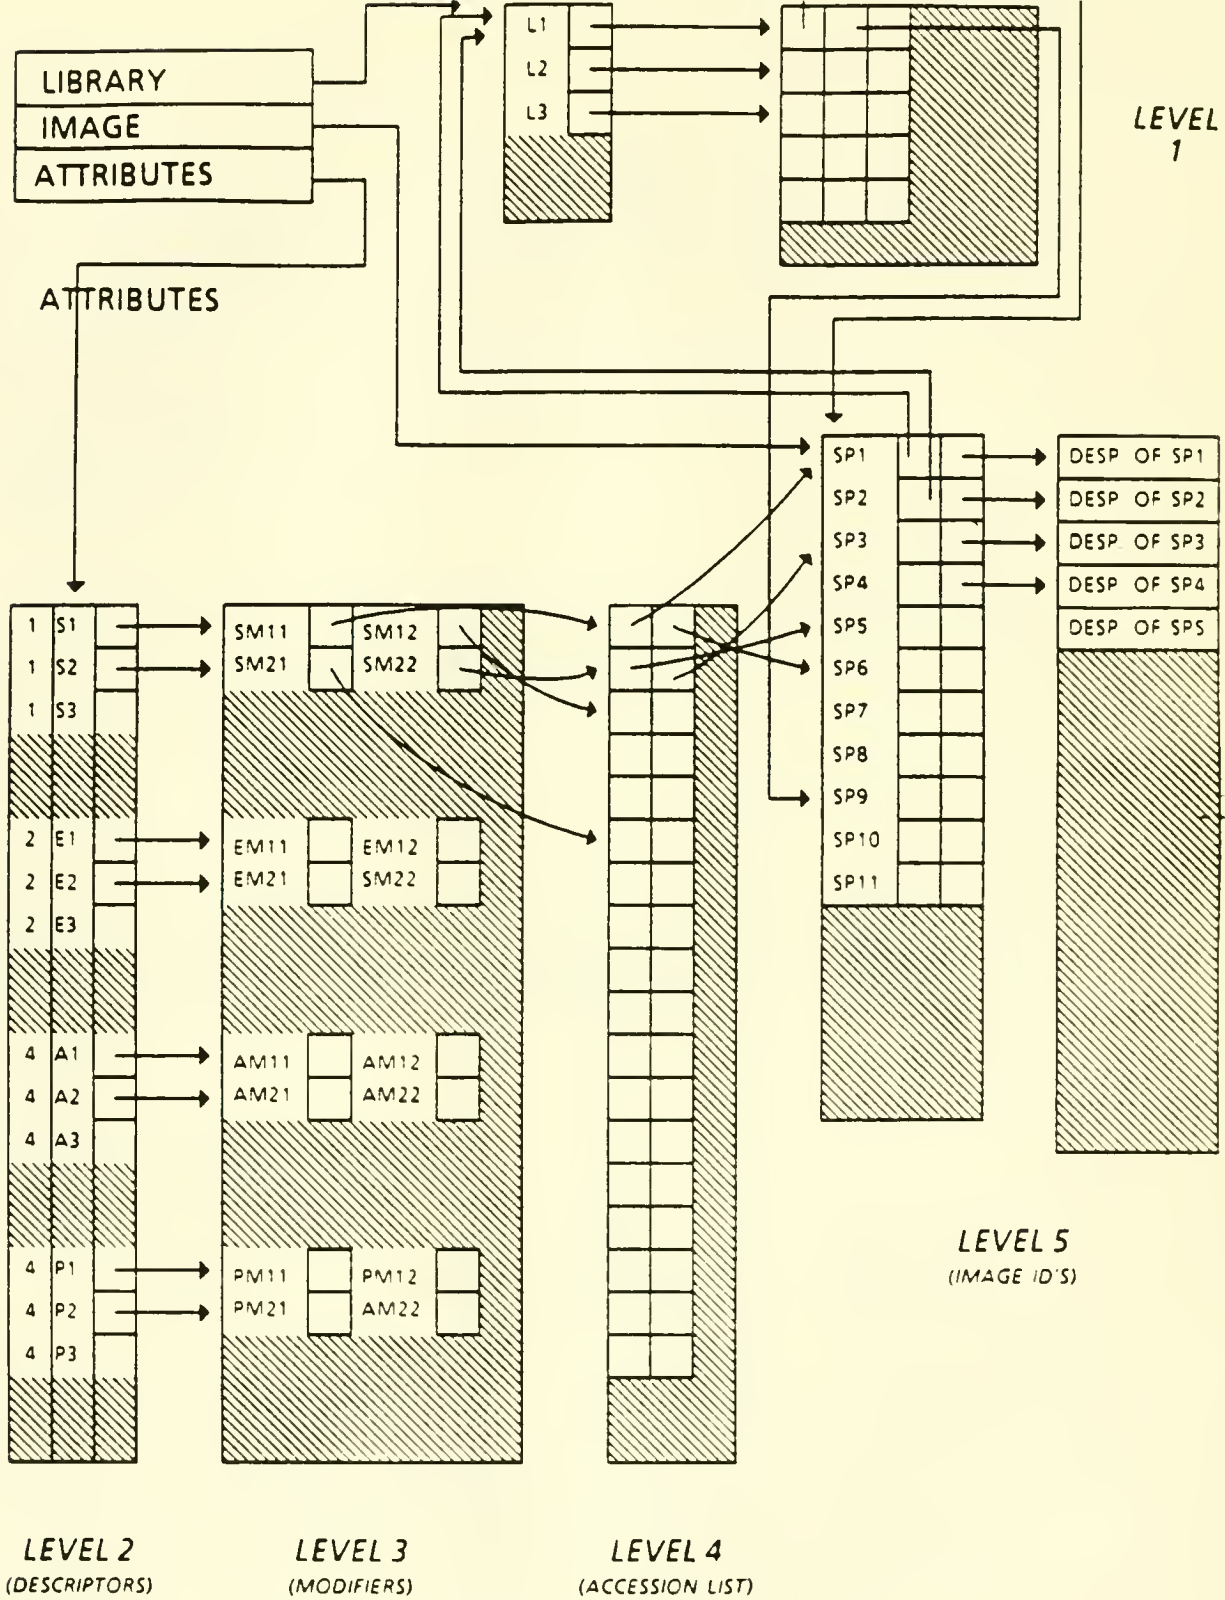 LIBRARY
IMAGE
ATTRIBUTES
L1
L2
L3
LEVEL
1
ATTRIBUTES
SP1
SP2
SP3
SP4
SP5
SP6
SP7
SP8
SP9
SP10
SP11
DESP OF SP1
DESP OF SP2
DESP OF SP3
DESP OF SP4
DESP OF SP5
1 S1
1 S2
1 S3
2 E1
2 E2
2 E3
4 A1
4 A2
4 A3
4 P1
4 P2
4 P3
SM11 SM12
SM21 SM22
EM11 EM12
EM21 SM22
AM11 AM12
AM21 AM22
PM11 PM12
PM21 AM22
LEVEL 5
(IMAGE ID'S)
LEVEL 2
(DESCRIPTORS)
LEVEL 3
(MODIFIERS)
LEVEL 4
(ACCESSION LIST)